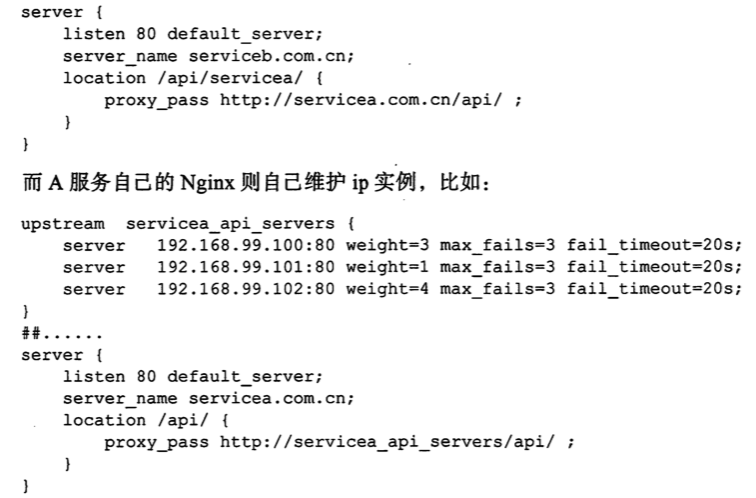 server {
    listen 80 default_server;
    server_name serviceb.com.cn;
    location /api/servicea/ {
        proxy_pass http://servicea.com.cn/api/ ;
    }
}
而 A 服务自己的 Nginx 则自己维护 ip 实例，比如：
upstream  servicea_api_servers {
    server   192.168.99.100:80 weight=3 max_fails=3 fail_timeout=20s;
    server   192.168.99.101:80 weight=1 max_fails=3 fail_timeout=20s;
    server   192.168.99.102:80 weight=4 max_fails=3 fail_timeout=20s;
}
##......
server {
    listen 80 default_server;
    server_name servicea.com.cn;
    location /api/ {
        proxy_pass http://servicea_api_servers/api/ ;
    }
}